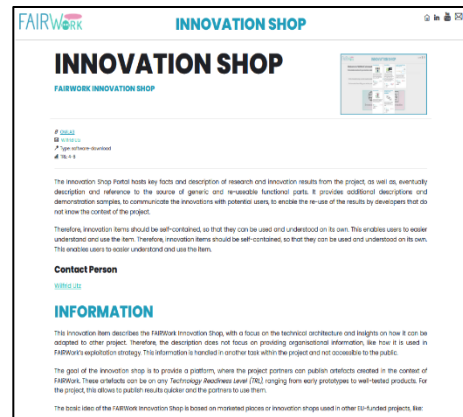 FAIRWork
INNOVATION SHOP
INNOVATION SHOP
FAIRWORK INNOVATION SHOP
OMiLAB
Wilfrid Utz
Type: software-download
TRL: 4-5
The Innovation Shop Portal hosts key facts and description of research and innovation results from the project, as well as, eventually
description and reference to the source of generic and re-useable functional parts. It provides additional descriptions and
demonstration samples, to communicate the innovations with potential users, to enable the re-use of the results by developers that do
not know the context of the project.
Therefore, innovation items should be self-contained, so that they can be used and understood on its own. This enables users to easier
understand and use the item. Therefore, innovation items should be self-contained, so that they can be used and understood on its own.
This enables users to easier understand and use the item.
Contact Person
Wilfrid Utz
INFORMATION
This innovation item describes the FAIRWork Innovation Shop, with a focus on the technical architecture and insights on how it can be
adapted to other project. Therefore, the description does not focus on providing organisational information, like how it is used in
FAIRWork's exploitation strategy. This information is handled in another task within the project and not accessible to the public.
The goal of the innovation shop is to provide a platform, where the project partners can publish artefacts created in the context of
FAIRWork. These artefacts can be on any Technology Readiness Level (TRL), ranging from early prototypes to well-tested products. For
the project, this allows to publish results quicker and the partners to use them.
The basic idea of the FAIRWork Innovation Shop is based on marketed places or innovation shops used in other EU-funded projects, like: